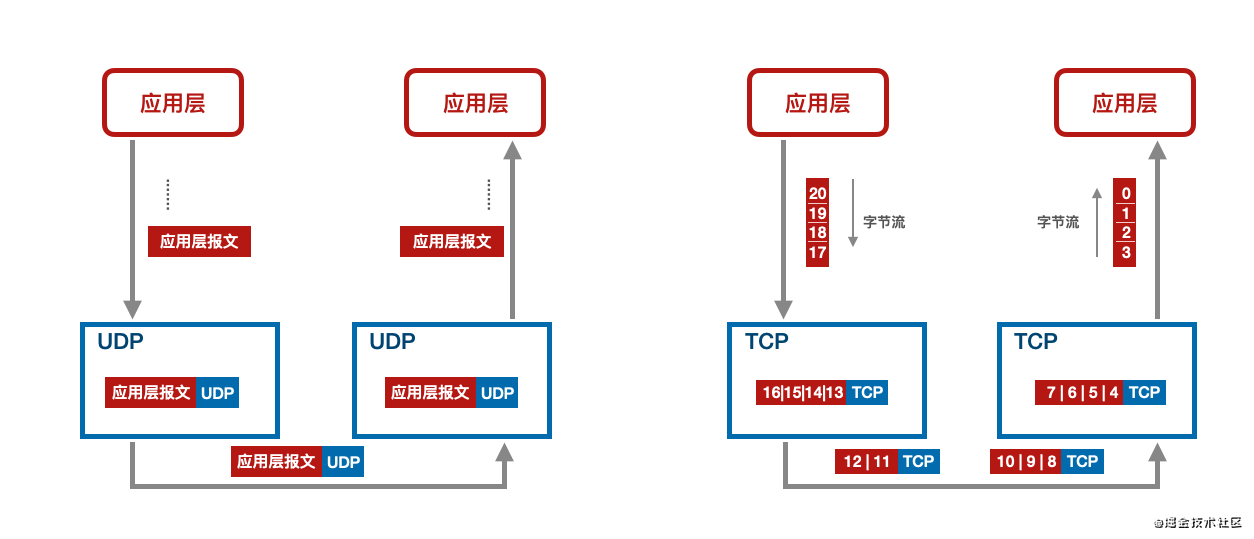 应用层
应用层
应用层
应用层
20
19
18
17
字节流
字节流
0
1
2
3
应用层报文
应用层报文
UDP
UDP
TCP
TCP
应用层报文 UDP
应用层报文 UDP
16|15|14|13 TCP
7 | 6 | 5 | 4 TCP
应用层报文 UDP
12 | 11 TCP
10 | 9 | 8 TCP
@掘金技术社区